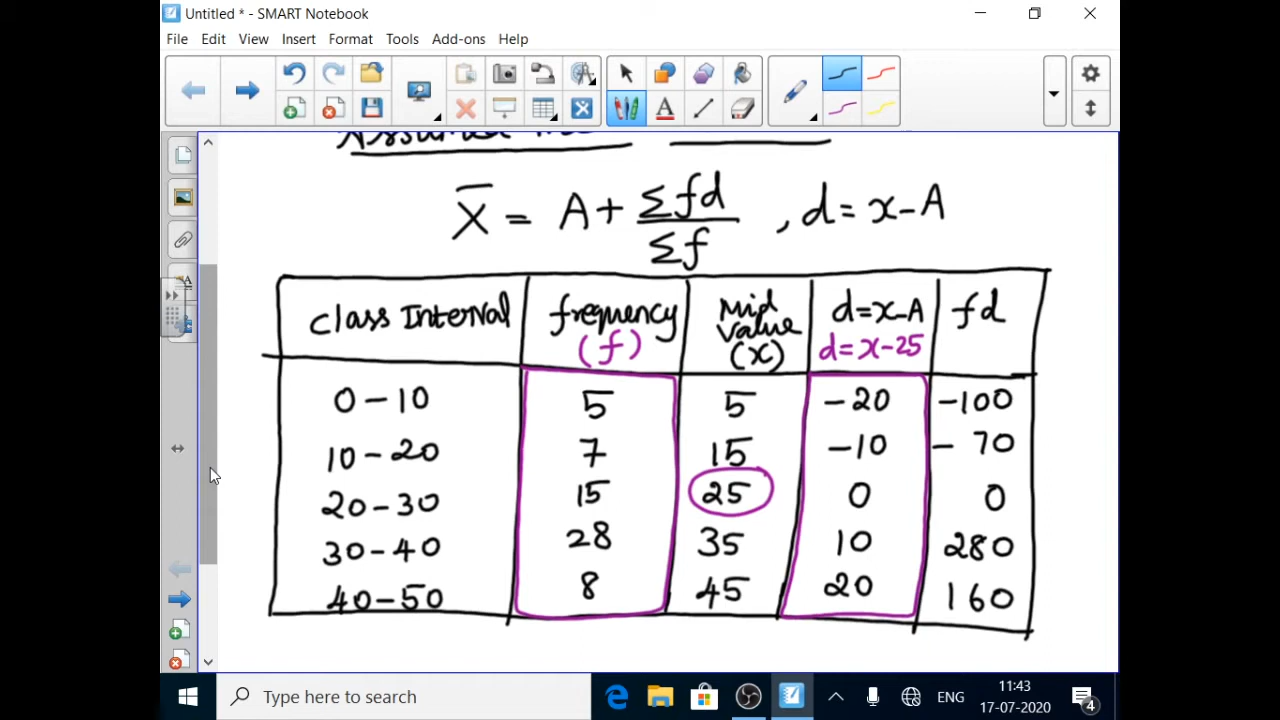 Untitled * - SMART Notebook
File Edit View Insert Format Tools Add-ons Help
X̄ = A + Σfd / Σf , d = x - A
Class Interval frequency (f) Mid Value (x) d=x-A d=x-25 fd
0-10 5 5 -20 -100
10-20 7 15 -10 -70
20-30 15 25 0 0
30-40 28 35 10 280
40-50 8 45 20 160
Type here to search
ENG
11:43
17-07-2020
4